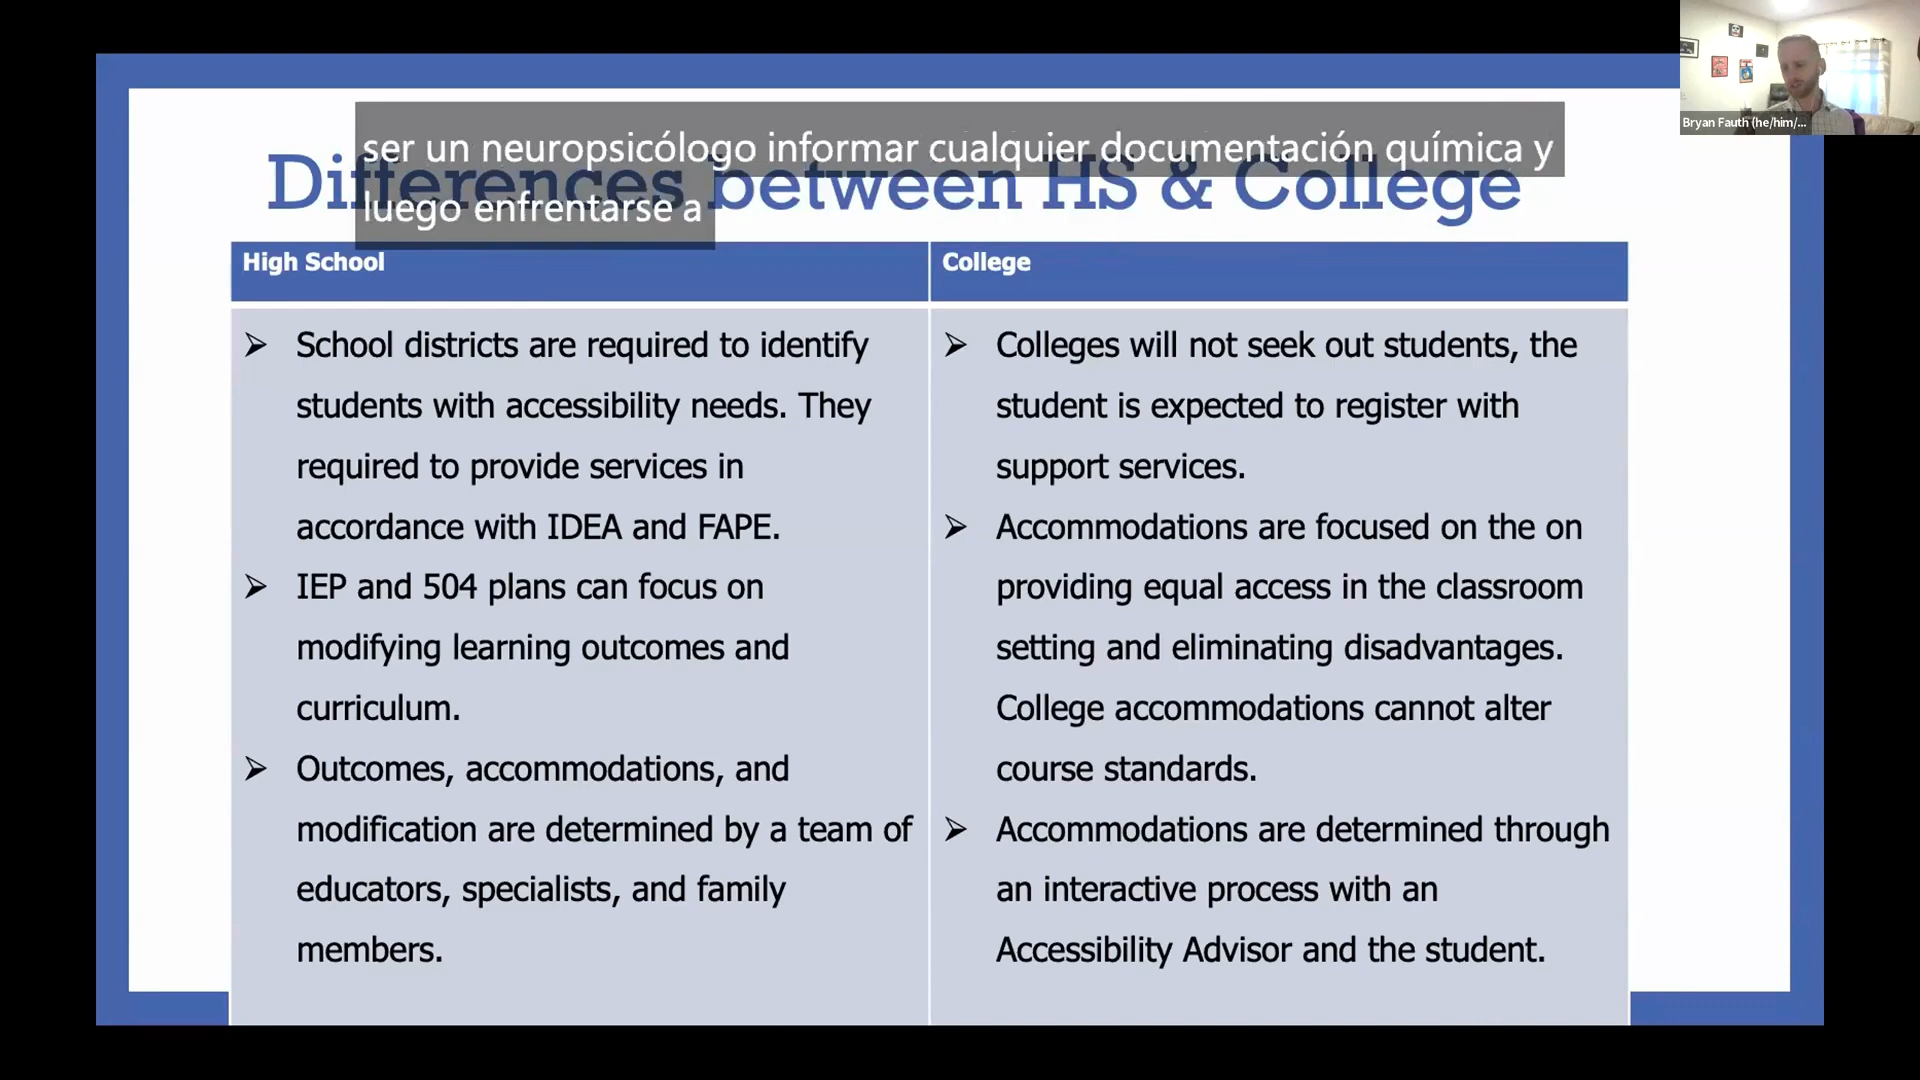 Bryan Fauth (he/him/...
ser un neuropsicólogo informar cualquier documentación química y
luego enfrentarse a
Differences between HS & College
High School
School districts are required to identify
students with accessibility needs. They
required to provide services in
accordance with IDEA and FAPE.
IEP and 504 plans can focus on
modifying learning outcomes and
curriculum.
Outcomes, accommodations, and
modification are determined by a team of
educators, specialists, and family
members.
College
Colleges will not seek out students, the
student is expected to register with
support services.
Accommodations are focused on the on
providing equal access in the classroom
setting and eliminating disadvantages.
College accommodations cannot alter
course standards.
Accommodations are determined through
an interactive process with an
Accessibility Advisor and the student.